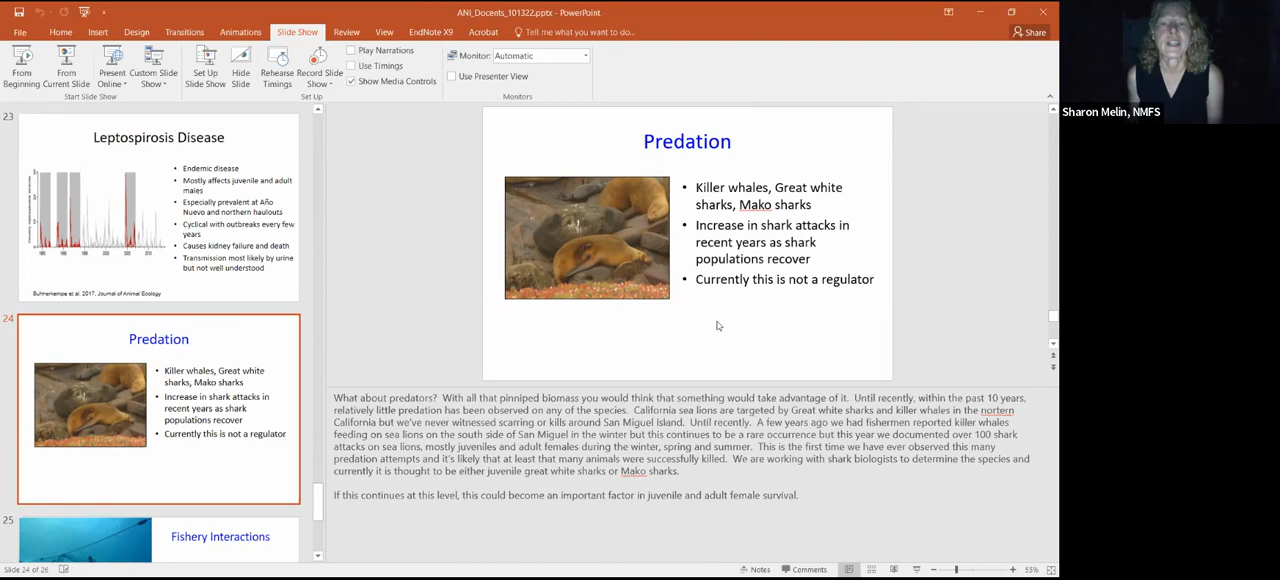 ANI_Docents_101322.pptx - PowerPoint
File Home Insert Design Transitions Animations Slide Show Review View EndNote X9 Acrobat Tell me what you want to do... Share
From Beginning
From Current Slide
Present Online
Custom Slide Show
Start Slide Show
Set Up Slide Show
Hide Slide
Rehearse Timings
Record Slide Show
Play Narrations
Use Timings
Show Media Controls
Set Up
Monitor: Automatic
Use Presenter View
Monitors
23
Leptospirosis Disease
• Endemic disease
• Mostly affects juvenile and adult
males
• Especially prevalent at Año
Nuevo and northern haulouts
• Cyclical with outbreaks every few
years
• Causes kidney failure and death
• Transmission most likely by urine
but not well understood
2017, Journal of Animal Ecology
24
Predation
• Killer whales, Great white
sharks, Mako sharks
• Increase in shark attacks in
recent years as shark
populations recover
• Currently this is not a regulator
25
Fishery Interactions
Predation
• Killer whales, Great white
sharks, Mako sharks
• Increase in shark attacks in
recent years as shark
populations recover
• Currently this is not a regulator
What about predators?  With all that pinniped biomass you would think that something would take advantage of it.  Until recently, within the past 10 years,
relatively little predation has been observed on any of the species.  California sea lions are targeted by Great white sharks and killer whales in the nortern
California but we've never witnessed scarring or kills around San Miguel Island.  Until recently.  A few years ago we had fishermen reported killer whales
feeding on sea lions on the south side of San Miguel in the winter but this continues to be a rare occurrence but this year we documented over 100 shark
attacks on sea lions, mostly juveniles and adult females during the winter, spring and summer.  This is the first time we have ever observed this many
predation attempts and it's likely that at least that many animals were successfully killed.  We are working with shark biologists to determine the species and
currently it is thought to be either juvenile great white sharks or Mako sharks.
If this continues at this level, this could become an important factor in juvenile and adult female survival.
Slide 24 of 26
Notes Comments 55%
Sharon Melin, NMFS